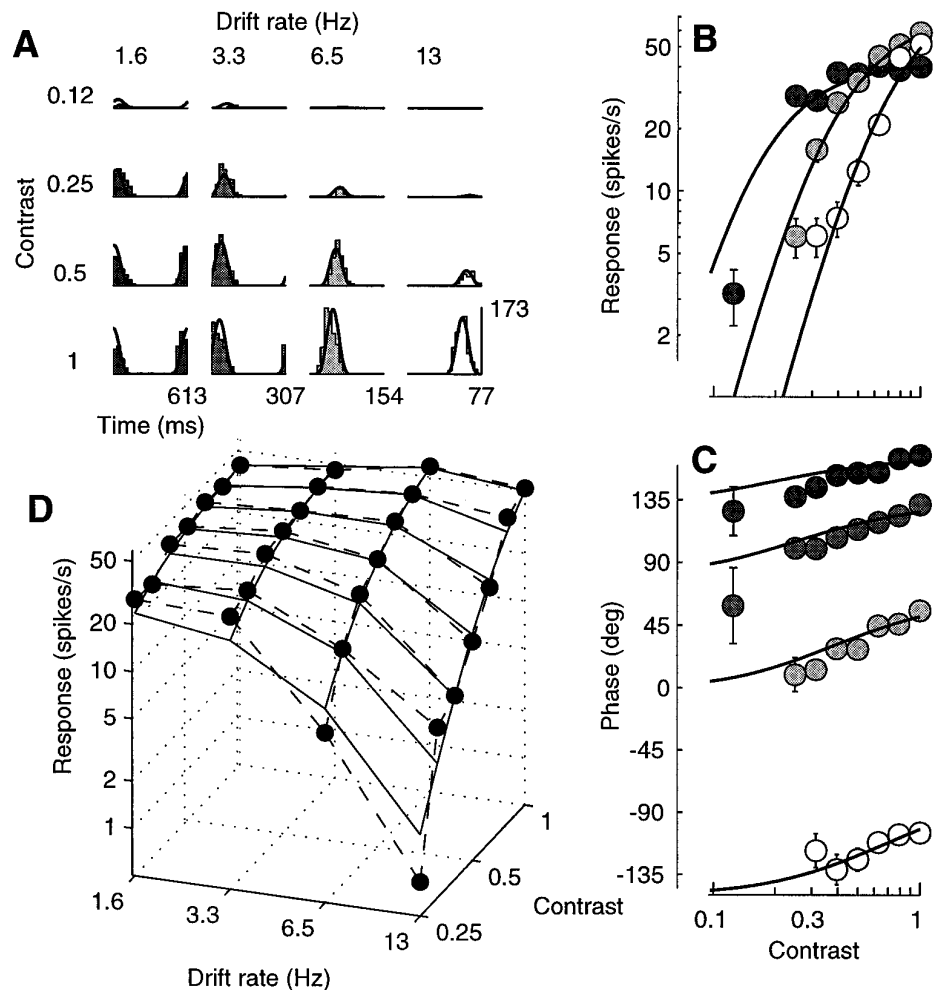 A
Drift rate (Hz)
1.6 3.3 6.5 13
Contrast
0.12
0.25
0.5
1
173
613 307 154 77
Time (ms)
B
Response (spikes/s)
50
20
10
5
2
C
Phase (deg)
135
90
45
0
-45
-90
-135
0.1 0.3 1
Contrast
D
Response (spikes/s)
50
20
10
5
2
1
1.6
3.3
6.5
13
Drift rate (Hz)
0.25
0.5
1
Contrast